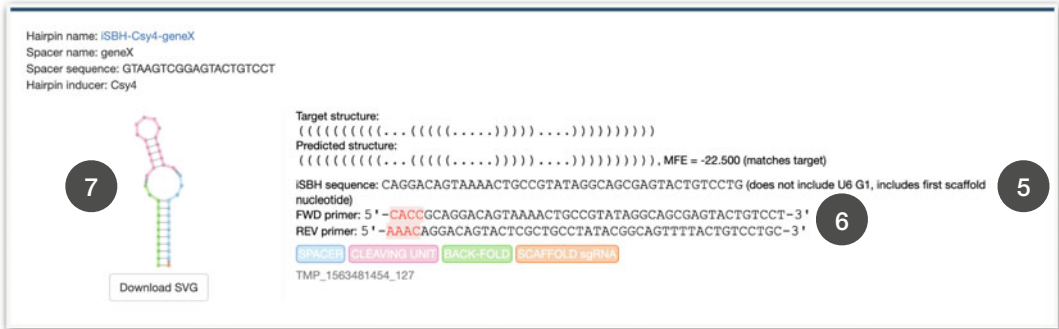 Hairpin name: iSBH-Csy4-geneX
Spacer name: geneX
Spacer sequence: GTAAGTCGGAGTACTGTCCT
Hairpin inducer: Csy4
Target structure:
((((((((((...(((((.....)))))....))))))))))
Predicted structure:
((((((((((...(((((.....)))))....)))))))))), MFE = -22.500 (matches target)
iSBH sequence: CAGGACAGTAAAACTGCCGTATAGGCAGCGAGTACTGTCCTG (does not include U6 G1, includes first scaffold
nucleotide)
FWD primer: 5'-CACCGCAGGACAGTAAAACTGCCGTATAGGCAGCGAGTACTGTCCT-3'
REV primer: 5'-AAACAGGACAGTACTCGCTGCCTATACGGCAGTTTTACTGTCCTGC-3'
SPACER CLEAVING UNIT BACK-FOLD SCAFFOLD sgRNA
TMP_1563481454_127
Download SVG
7
5
6